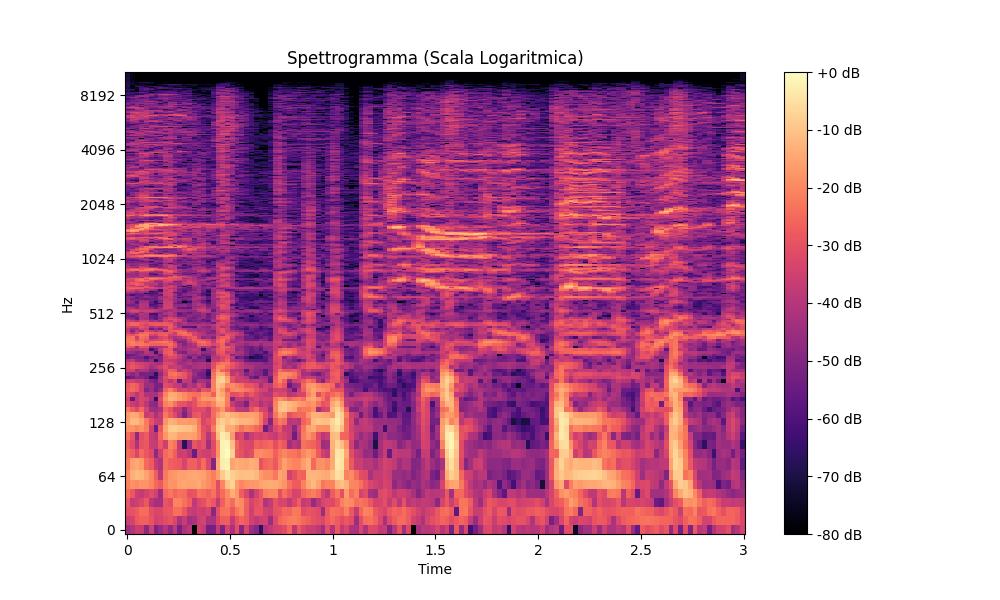 Spettrogramma (Scala Logaritmica)
Hz
8192
4096
2048
1024
512
256
128
64
0
0
0.5
1
1.5
2
2.5
3
Time
+0 dB
-10 dB
-20 dB
-30 dB
-40 dB
-50 dB
-60 dB
-70 dB
-80 dB